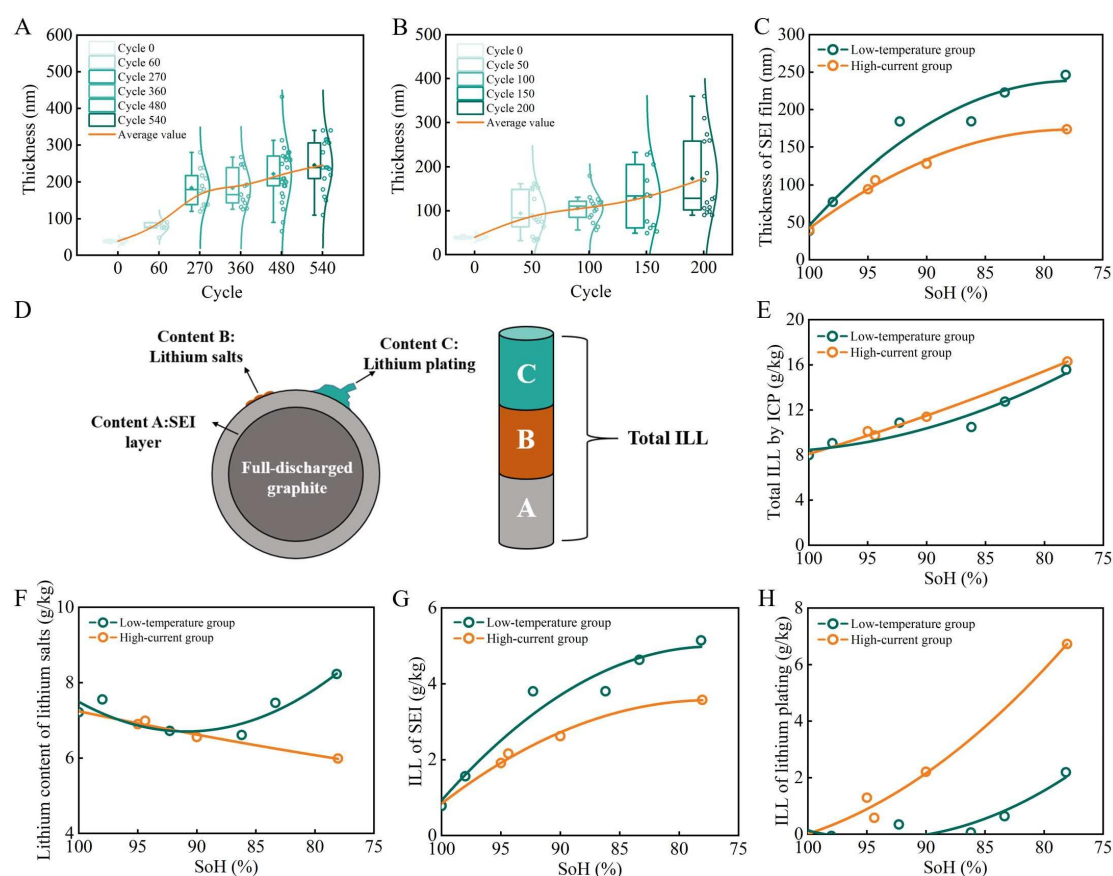 A
Thickness (nm)
600
500
400
300
200
100
0
Cycle 0
Cycle 60
Cycle 270
Cycle 360
Cycle 480
Cycle 540
Average value
0 60 270 360 480 540
Cycle
B
Thickness (nm)
500
400
300
200
100
0
Cycle 0
Cycle 50
Cycle 100
Cycle 150
Cycle 200
Average value
0 50 100 150 200
Cycle
C
Thickness of SEI film (nm)
300
250
200
150
100
50
0
Low-temperature group
High-current group
100 95 90 85 80 75
SoH (%)
D
Content B:
Lithium salts
Content C:
Lithium plating
Content A:SEI
layer
Full-discharged
graphite
C
B
A
Total ILL
E
Total ILL by ICP (g/kg)
20
16
12
8
4
0
Low-temperature group
High-current group
100 95 90 85 80 75
SoH (%)
F
Lithium content of lithium salts (g/kg)
10
8
6
4
Low-temperature group
High-current group
100 95 90 85 80 75
SoH (%)
G
ILL of SEI (g/kg)
6
4
2
0
Low-temperature group
High-current group
100 95 90 85 80 75
SoH (%)
H
ILL of lithium plating (g/kg)
8
6
4
2
0
Low-temperature group
High-current group
100 95 90 85 80 75
SoH (%)